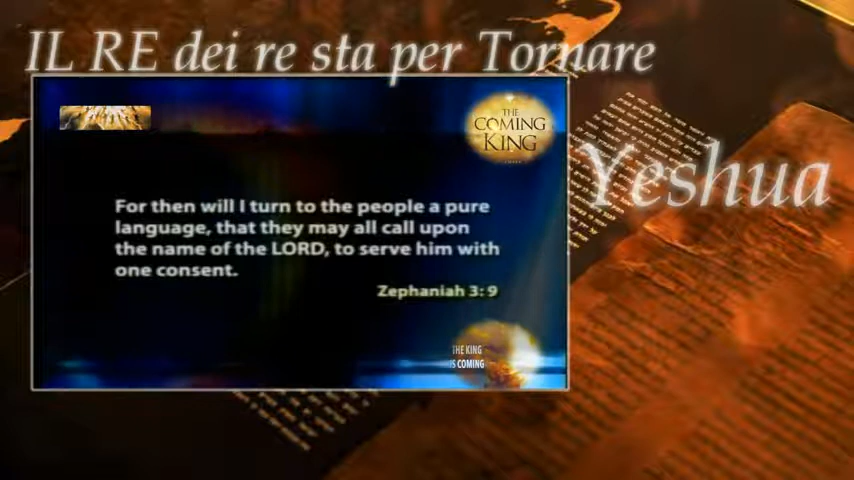 IL RE dei re sta per Tornare
THE
COMING
KING
Yeshua
For then will I turn to the people a pure
language, that they may all call upon
the name of the LORD, to serve him with
one consent.
Zephaniah 3: 9
THE KING
IS COMING